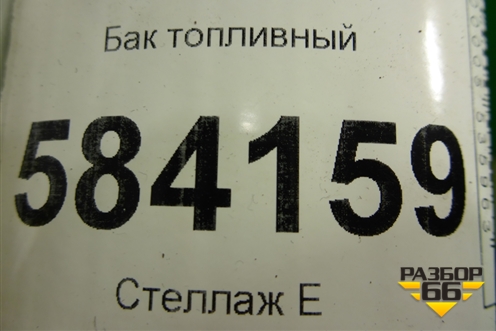 Бак топливный
584159
Стеллаж Е
РАЗБОР
66